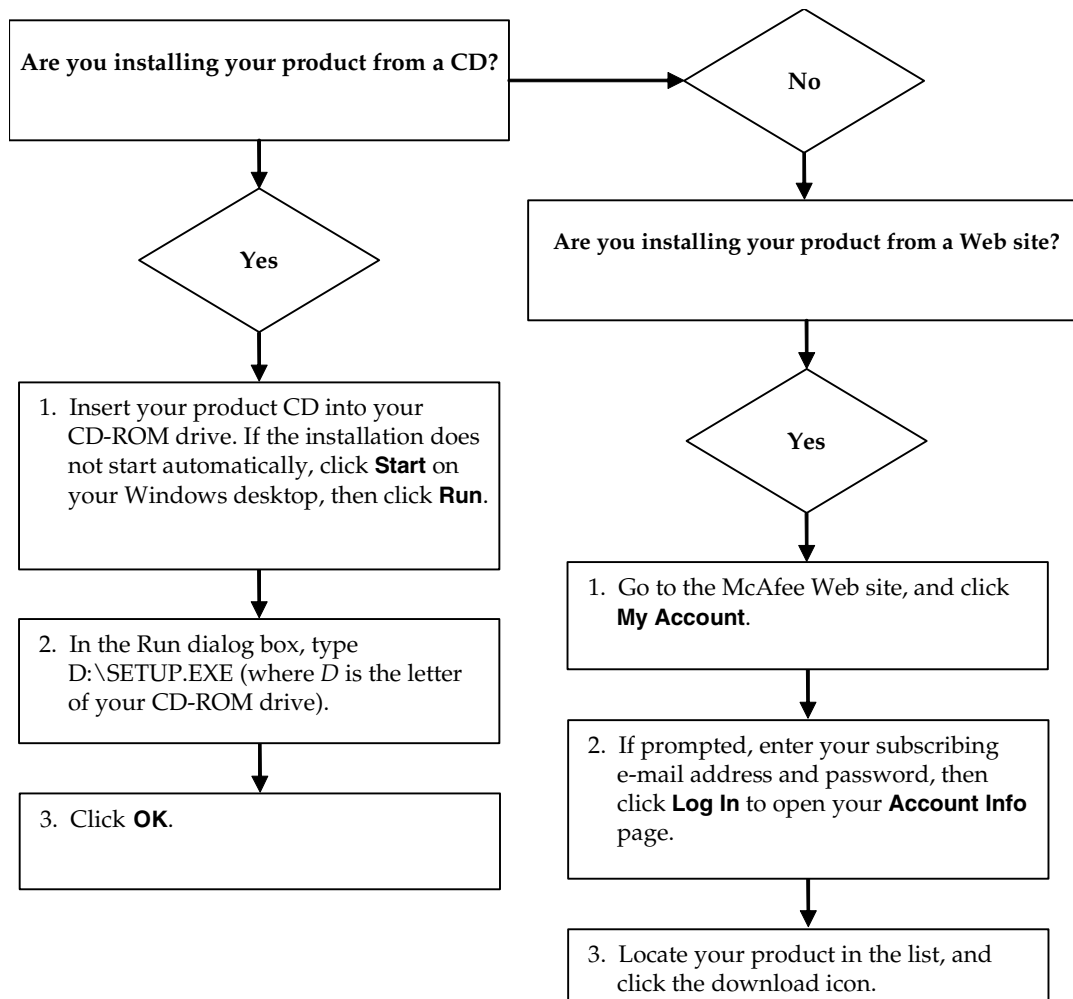 Are you installing your product from a CD?
No
Yes
Are you installing your product from a Web site?
Yes
1. Insert your product CD into your
CD-ROM drive. If the installation does
not start automatically, click Start on
your Windows desktop, then click Run.
2. In the Run dialog box, type
D:\SETUP.EXE (where D is the letter
of your CD-ROM drive).
3. Click OK.
1. Go to the McAfee Web site, and click
My Account.
2. If prompted, enter your subscribing
e-mail address and password, then
click Log In to open your Account Info
page.
3. Locate your product in the list, and
click the download icon.